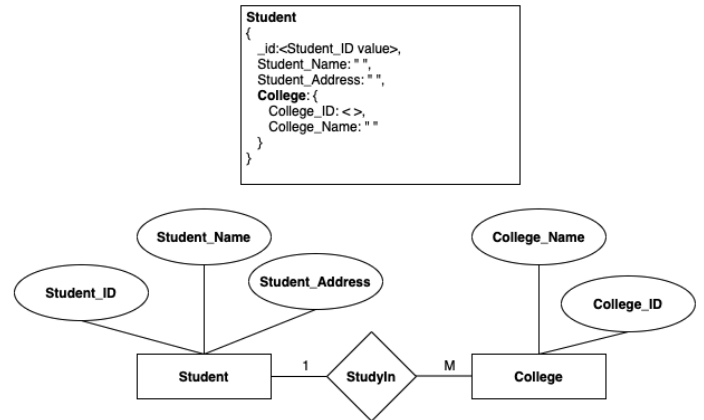 Student
{
_id:<Student_ID value>,
Student_Name: " ",
Student_Address: " ",
College: {
College_ID: < >,
College_Name: " "
}
}
Student_Name
College_Name
Student_ID
Student_Address
College_ID
Student
1
StudyIn
M
College